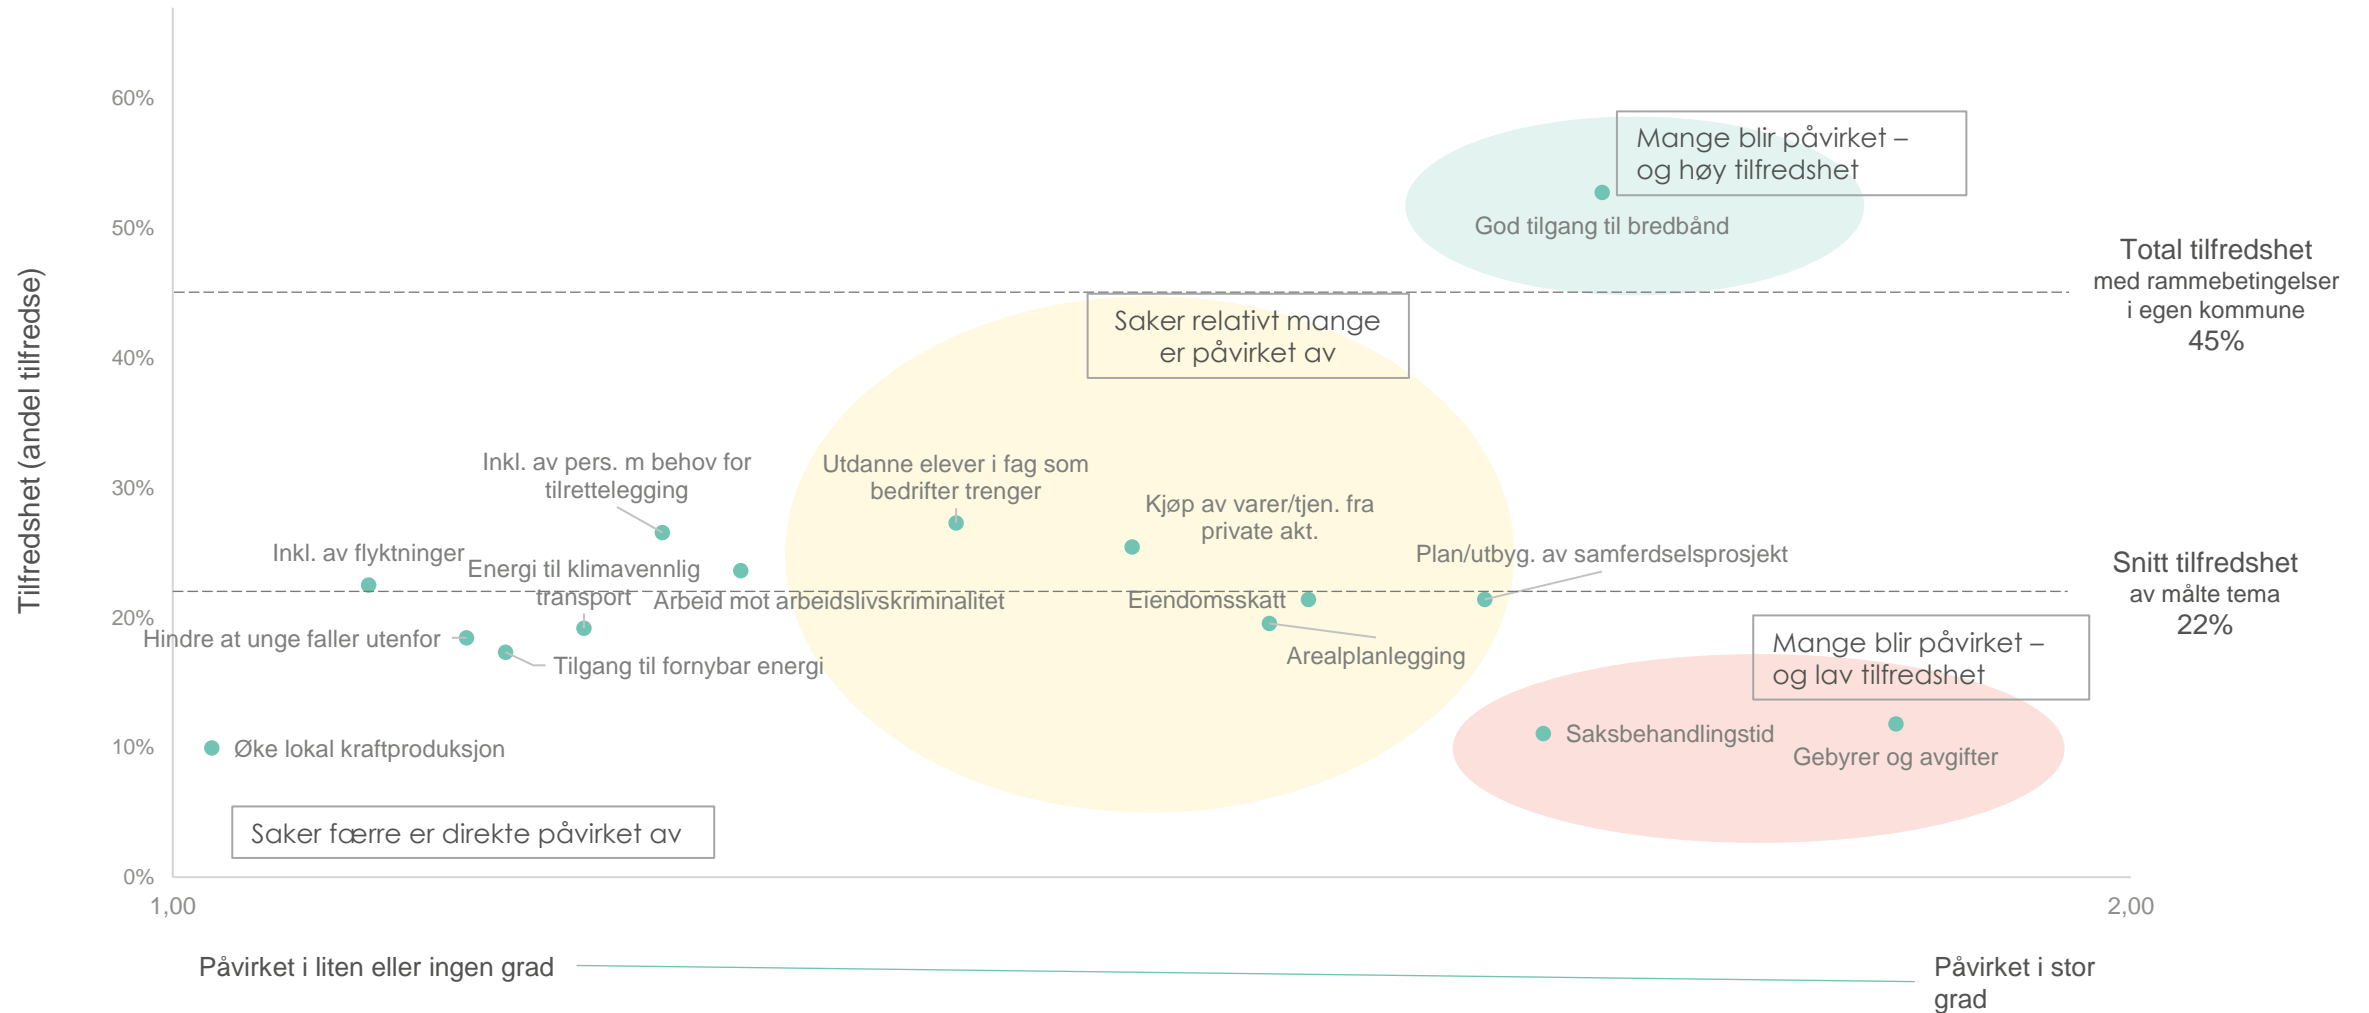 60%
Mange blir påvirket –
og høy tilfredshet
50%
God tilgang til bredbånd
Total tilfredshet
med rammebetingelser
i egen kommune
45%
Tilfredshet (andel tilfredse)
Saker relativt mange
er påvirket av
40%
30%
Inkl. av pers. m behov for
tilrettelegging
Utdanne elever i fag som
bedrifter trenger
Kjøp av varer/tjen. fra
private akt.
Inkl. av flyktninger
Energi til klimavennlig
transport
Arbeid mot arbeidslivskriminalitet
Plan/utbyg. av samferdselsprosjekt
Eiendomsskatt
Snitt tilfredshet
av målte tema
22%
20%
Hindre at unge faller utenfor
Tilgang til fornybar energi
Arealplanlegging
Mange blir påvirket –
og lav tilfredshet
10%
Øke lokal kraftproduksjon
Saksbehandlingstid
Gebyrer og avgifter
Saker færre er direkte påvirket av
0%
1,00
2,00
Påvirket i liten eller ingen grad
Påvirket i stor
grad